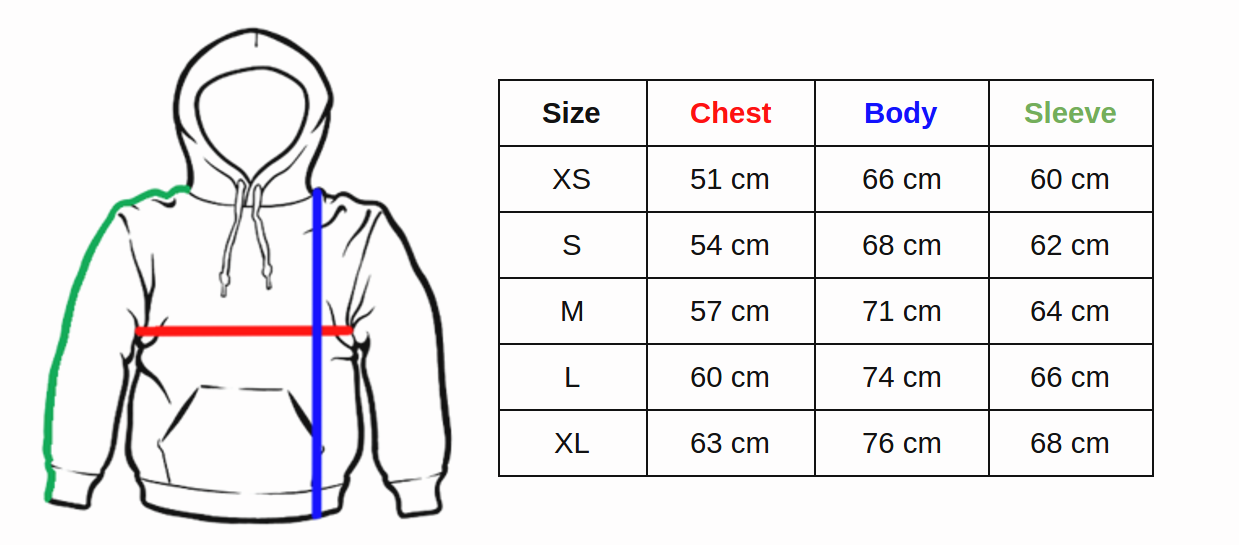 Size Chest Body Sleeve
XS 51 cm 66 cm 60 cm
S 54 cm 68 cm 62 cm
M 57 cm 71 cm 64 cm
L 60 cm 74 cm 66 cm
XL 63 cm 76 cm 68 cm